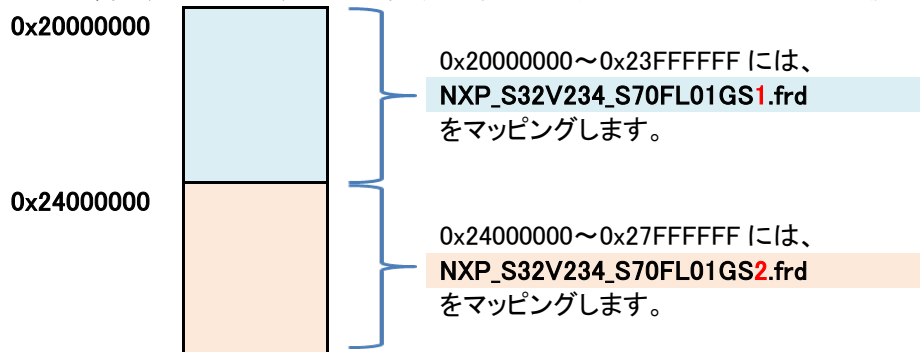 0x20000000
0x20000000～0x23FFFFFF には、
NXP_S32V234_S70FL01GS1.frd
をマッピングします。
0x24000000
0x24000000～0x27FFFFFF には、
NXP_S32V234_S70FL01GS2.frd
をマッピングします。